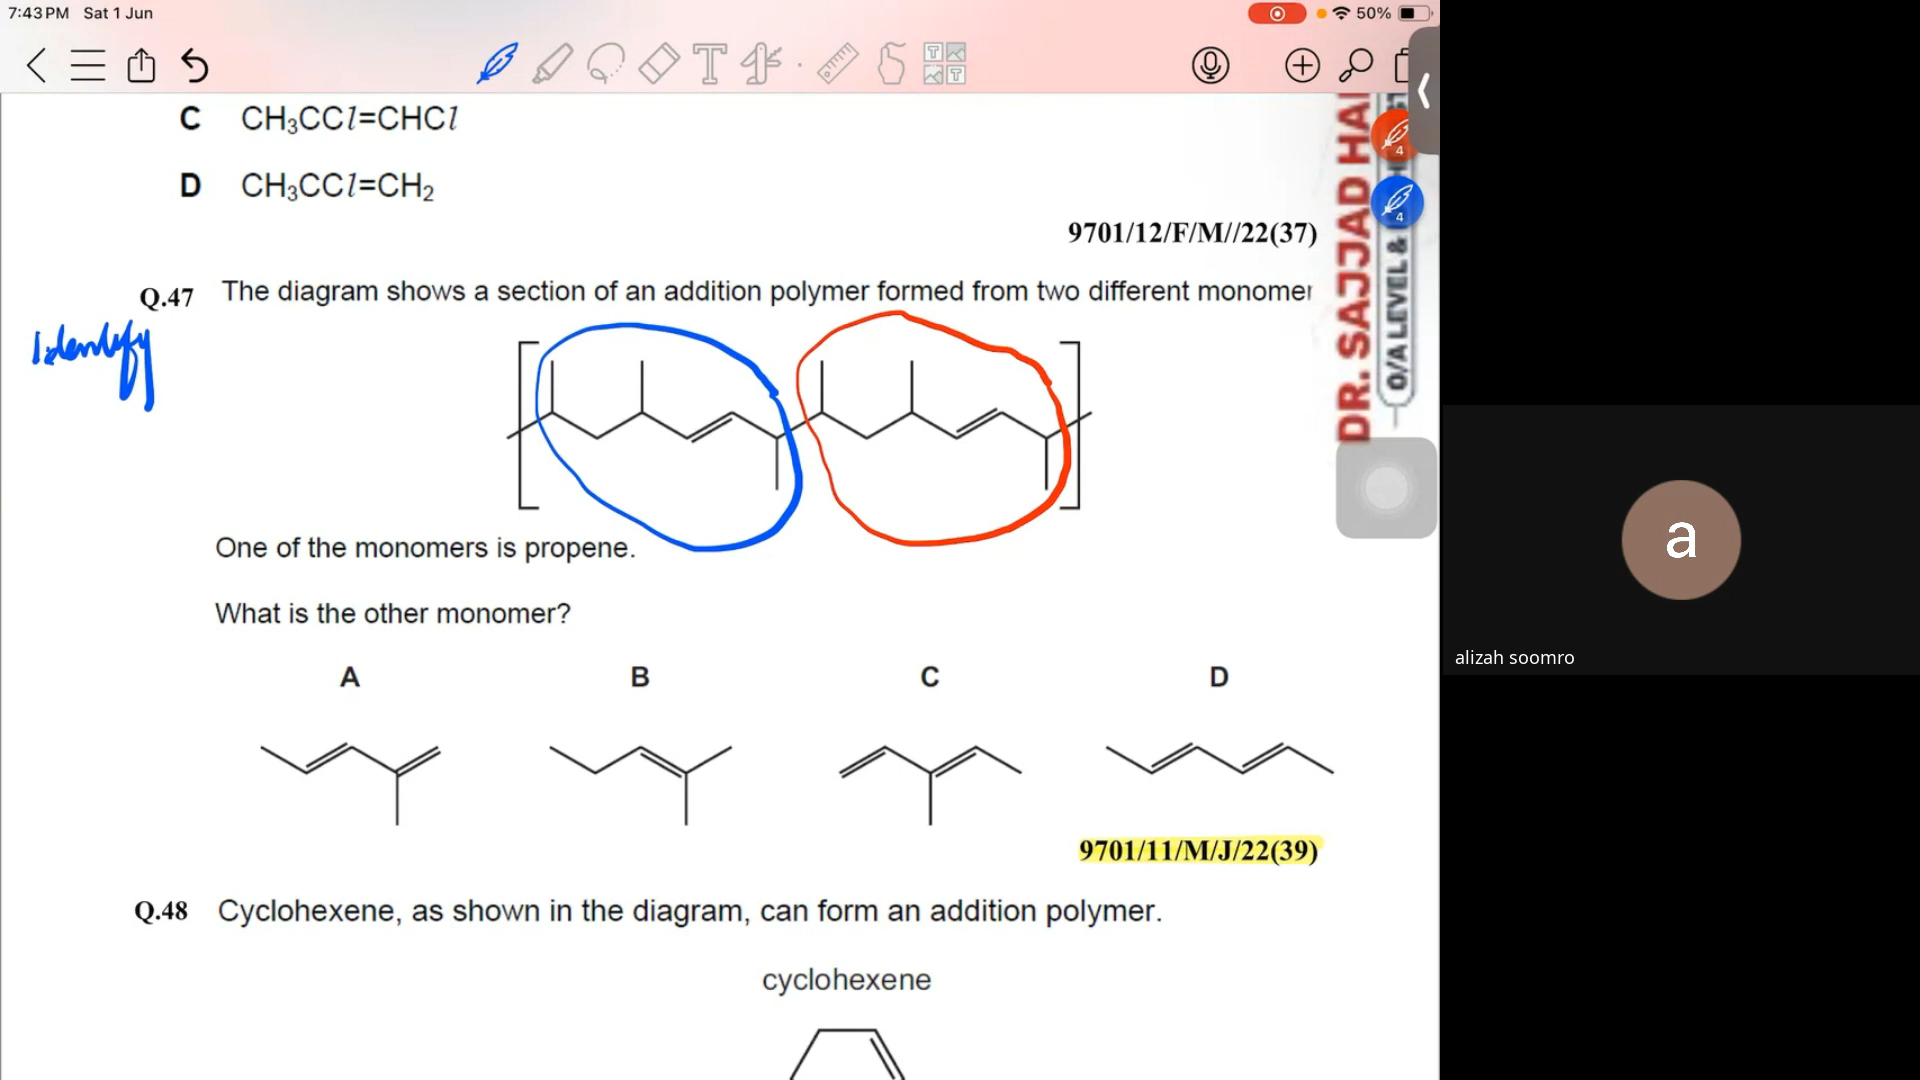 7:43 PM Sat 1 Jun
50%
C CH₃CCl=CHCl
D CH₃CCl=CH₂
9701/12/F/M//22(37)
Q.47 The diagram shows a section of an addition polymer formed from two different monomer
Identify
One of the monomers is propene.
What is the other monomer?
A B C D
9701/11/M/J/22(39)
Q.48 Cyclohexene, as shown in the diagram, can form an addition polymer.
cyclohexene
DR. SAJJAD HAI
O/A LEVEL &
4
4
a
alizah soomro